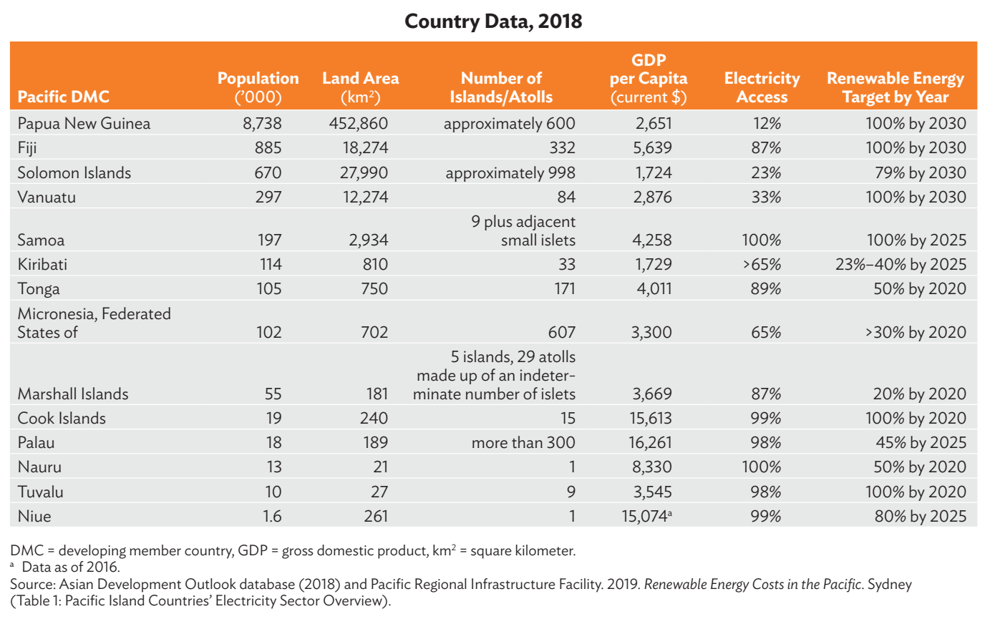 Country Data, 2018
Pacific DMC Population (’000) Land Area (km²) Number of Islands/Atolls GDP per Capita (current $) Electricity Access Renewable Energy Target by Year
Papua New Guinea 8,738 452,860 approximately 600 2,651 12% 100% by 2030
Fiji 885 18,274 332 5,639 87% 100% by 2030
Solomon Islands 670 27,990 approximately 998 1,724 23% 79% by 2030
Vanuatu 297 12,274 84 2,876 33% 100% by 2030
9 plus adjacent
Samoa 197 2,934 small islets 4,258 100% 100% by 2025
Kiribati 114 810 33 1,729 >65% 23%–40% by 2025
Tonga 105 750 171 4,011 89% 50% by 2020
Micronesia, Federated
States of 102 702 607 3,300 65% >30% by 2020
5 islands, 29 atolls
made up of an indeter-
Marshall Islands 55 181 minate number of islets 3,669 87% 20% by 2020
Cook Islands 19 240 15 15,613 99% 100% by 2020
Palau 18 189 more than 300 16,261 98% 45% by 2025
Nauru 13 21 1 8,330 100% 50% by 2020
Tuvalu 10 27 9 3,545 98% 100% by 2020
Niue 1.6 261 1 15,074ᵃ 99% 80% by 2025
DMC = developing member country, GDP = gross domestic product, km² = square kilometer.
ᵃ Data as of 2016.
Source: Asian Development Outlook database (2018) and Pacific Regional Infrastructure Facility. 2019. Renewable Energy Costs in the Pacific. Sydney
(Table 1: Pacific Island Countries’ Electricity Sector Overview).